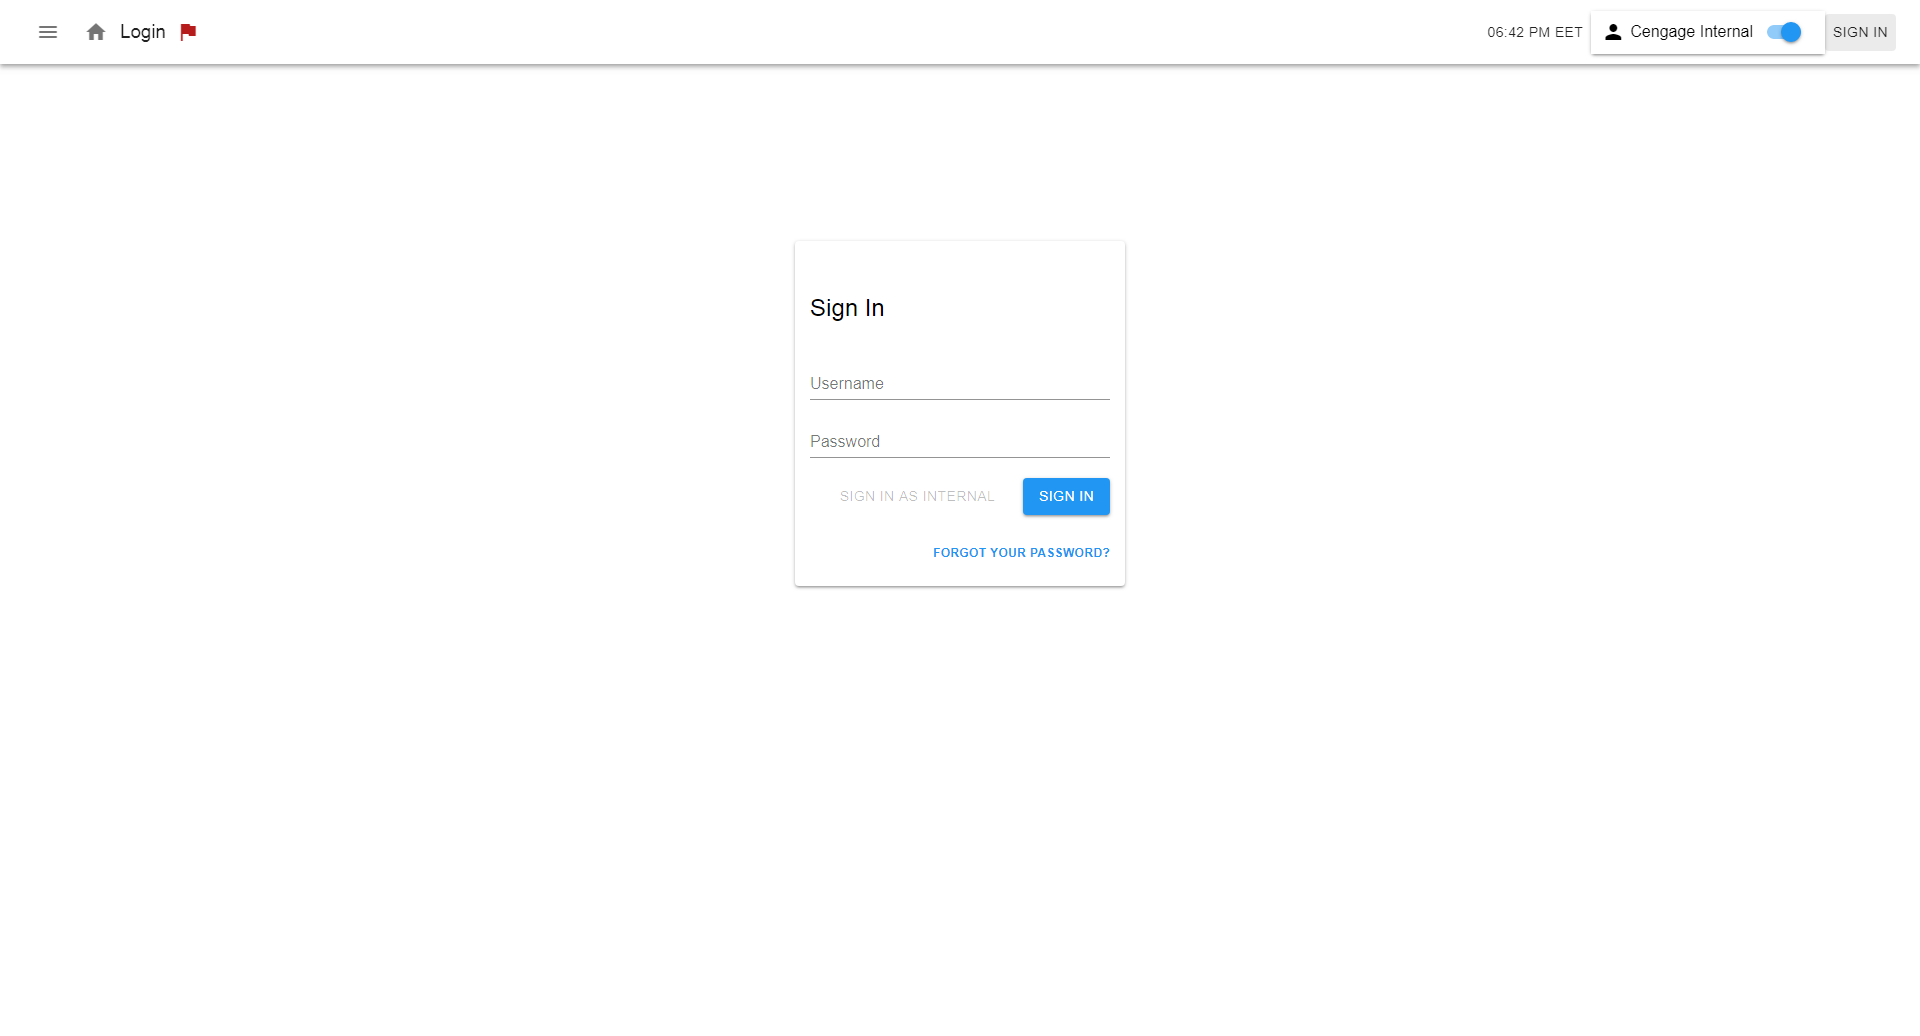 Login
06:42 PM EET
Cengage Internal
SIGN IN
Sign In
Username
Password
SIGN IN AS INTERNAL
SIGN IN
FORGOT YOUR PASSWORD?